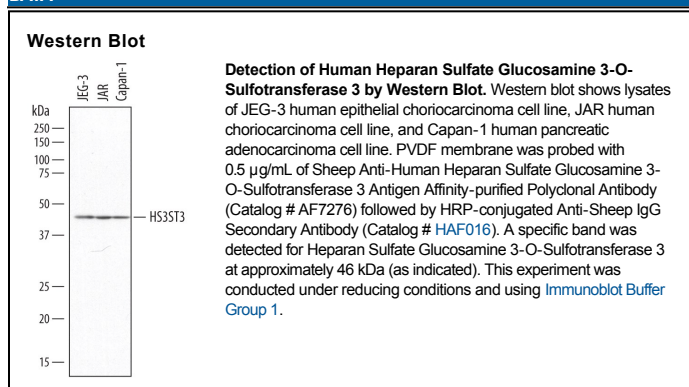 Western Blot
JEG-3
JAR
Capan-1
kDa
250
150
100
75
50
37
25
20
15
HS3ST3
Detection of Human Heparan Sulfate Glucosamine 3-O-
Sulfotransferase 3 by Western Blot. Western blot shows lysates
of JEG-3 human epithelial choriocarcinoma cell line, JAR human
choriocarcinoma cell line, and Capan-1 human pancreatic
adenocarcinoma cell line. PVDF membrane was probed with
0.5 µg/mL of Sheep Anti-Human Heparan Sulfate Glucosamine 3-
O-Sulfotransferase 3 Antigen Affinity-purified Polyclonal Antibody
(Catalog # AF7276) followed by HRP-conjugated Anti-Sheep IgG
Secondary Antibody (Catalog # HAF016). A specific band was
detected for Heparan Sulfate Glucosamine 3-O-Sulfotransferase 3
at approximately 46 kDa (as indicated). This experiment was
conducted under reducing conditions and using Immunoblot Buffer
Group 1.